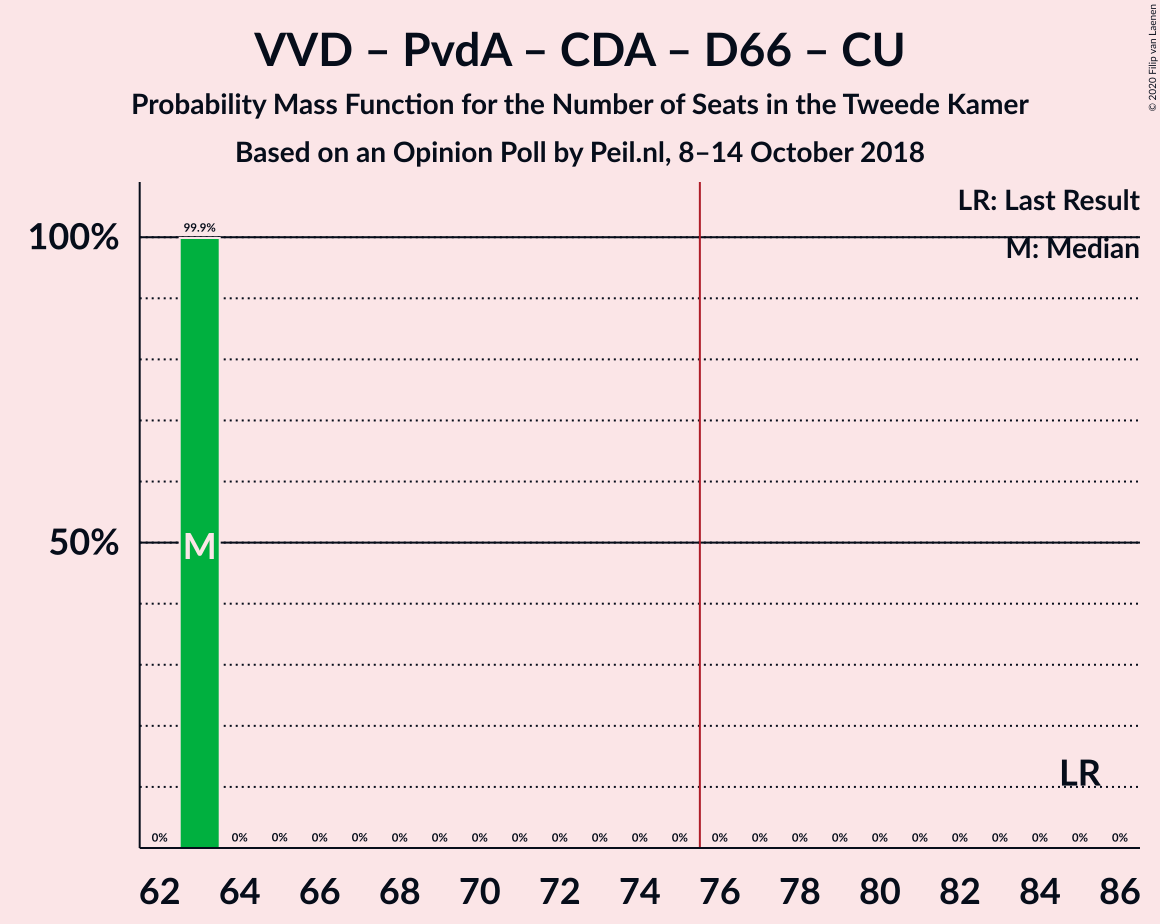 VVD – PvdA – CDA – D66 – CU
Probability Mass Function for the Number of Seats in the Tweede Kamer
Based on an Opinion Poll by Peil.nl, 8–14 October 2018
© 2020 Filip van Laenen
LR: Last Result
M: Median
100%
99.9%
50%
M
LR
0% 0% 0% 0% 0% 0% 0% 0% 0% 0% 0% 0% 0% 0% 0% 0% 0% 0% 0% 0% 0% 0% 0% 0%
62 64 66 68 70 72 74 76 78 80 82 84 86